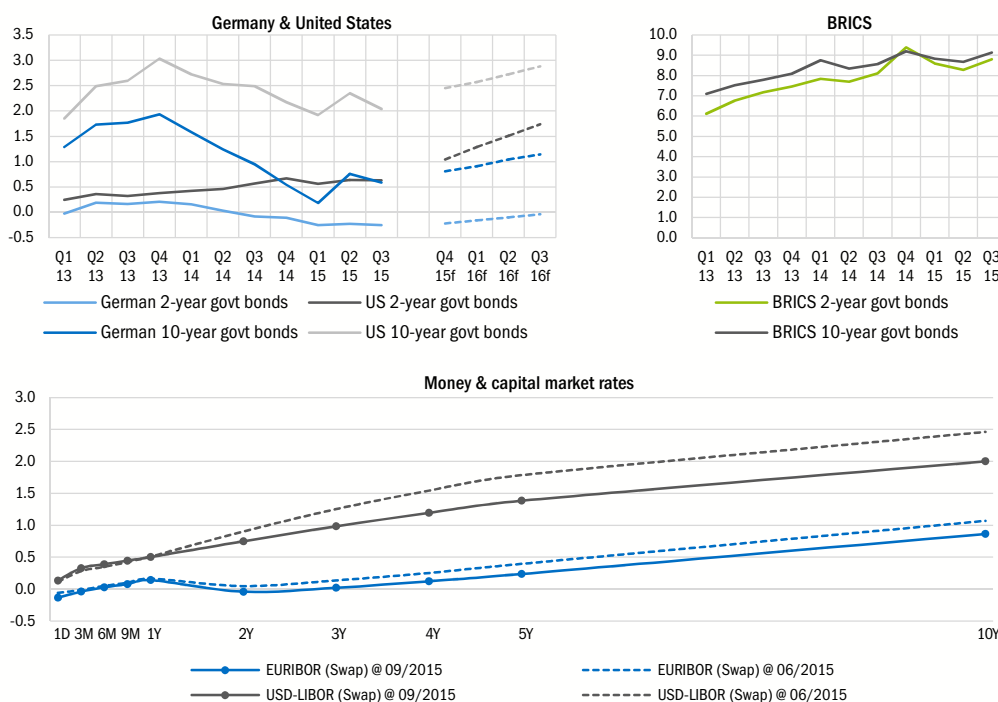 Germany & United States
3.5
3.0
2.5
2.0
1.5
1.0
0.5
0.0
-0.5
Q1 Q2 Q3 Q4 Q1 Q2 Q3 Q4 Q1 Q2 Q3 Q4 Q1 Q2 Q3
13 13 13 13 14 14 14 14 15 15 15 15f 16f 16f 16f
German 2-year govt bonds US 2-year govt bonds
German 10-year govt bonds US 10-year govt bonds
BRICS
10.0
9.0
8.0
7.0
6.0
5.0
4.0
3.0
2.0
1.0
0.0
Q1 Q2 Q3 Q4 Q1 Q2 Q3 Q4 Q1 Q2 Q3
13 13 13 13 14 14 14 14 15 15 15
BRICS 2-year govt bonds
BRICS 10-year govt bonds
Money & capital market rates
3.0
2.5
2.0
1.5
1.0
0.5
0.0
-0.5
1D 3M 6M 9M 1Y 2Y 3Y 4Y 5Y 10Y
EURIBOR (Swap) @ 09/2015 EURIBOR (Swap) @ 06/2015
USD-LIBOR (Swap) @ 09/2015 USD-LIBOR (Swap) @ 06/2015